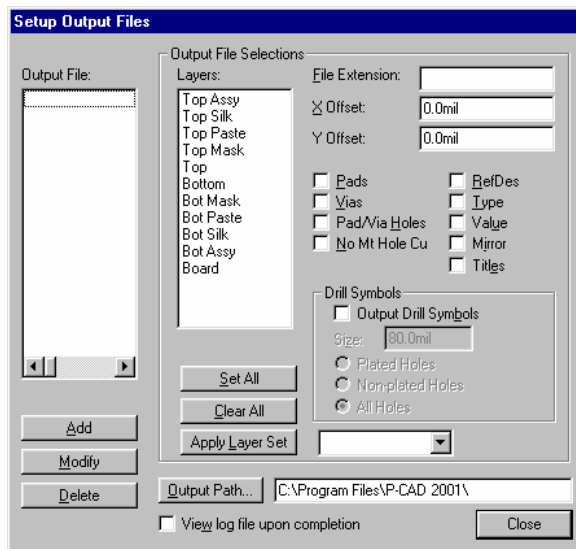 Setup Output Files
Output File:
Output File Selections
Layers:
Top Assy
Top Silk
Top Paste
Top Mask
Top
Bottom
Bot Mask
Bot Paste
Bot Silk
Bot Assy
Board
File Extension:
X Offset: 0.0mil
Y Offset: 0.0mil
Pads
Vias
Pad/Via Holes
No Mt Hole Cu
RefDes
Type
Value
Mirror
Titles
Drill Symbols
Output Drill Symbols
Size: 80.0mil
Plated Holes
Non-plated Holes
All Holes
Set All
Clear All
Apply Layer Set
Add
Modify
Delete
Output Path... C:\Program Files\P-CAD 2001\
View log file upon completion
Close